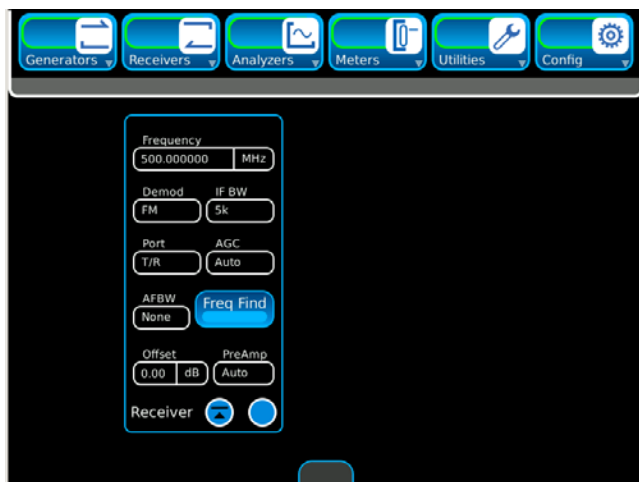 Generators Receivers Analyzers Meters Utilities Config
Frequency
500.000000 MHz
Demod IF BW
FM 5k
Port AGC
T/R Auto
AFBW Freq Find
None
Offset PreAmp
0.00 dB Auto
Receiver